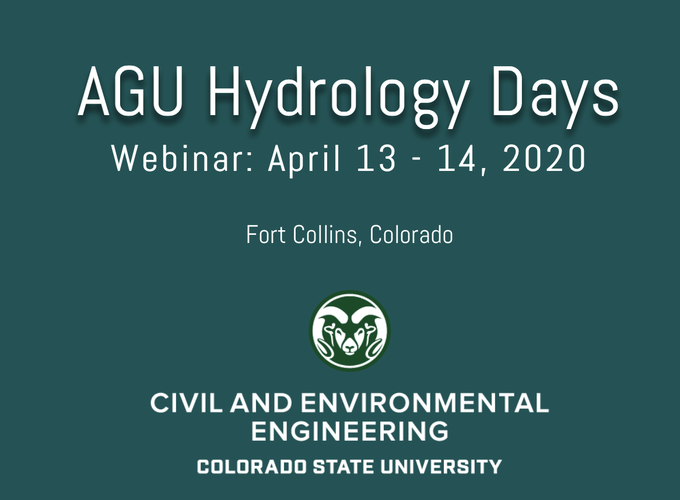 AGU Hydrology Days
Webinar: April 13 - 14, 2020
Fort Collins, Colorado
CIVIL AND ENVIRONMENTAL
ENGINEERING
COLORADO STATE UNIVERSITY